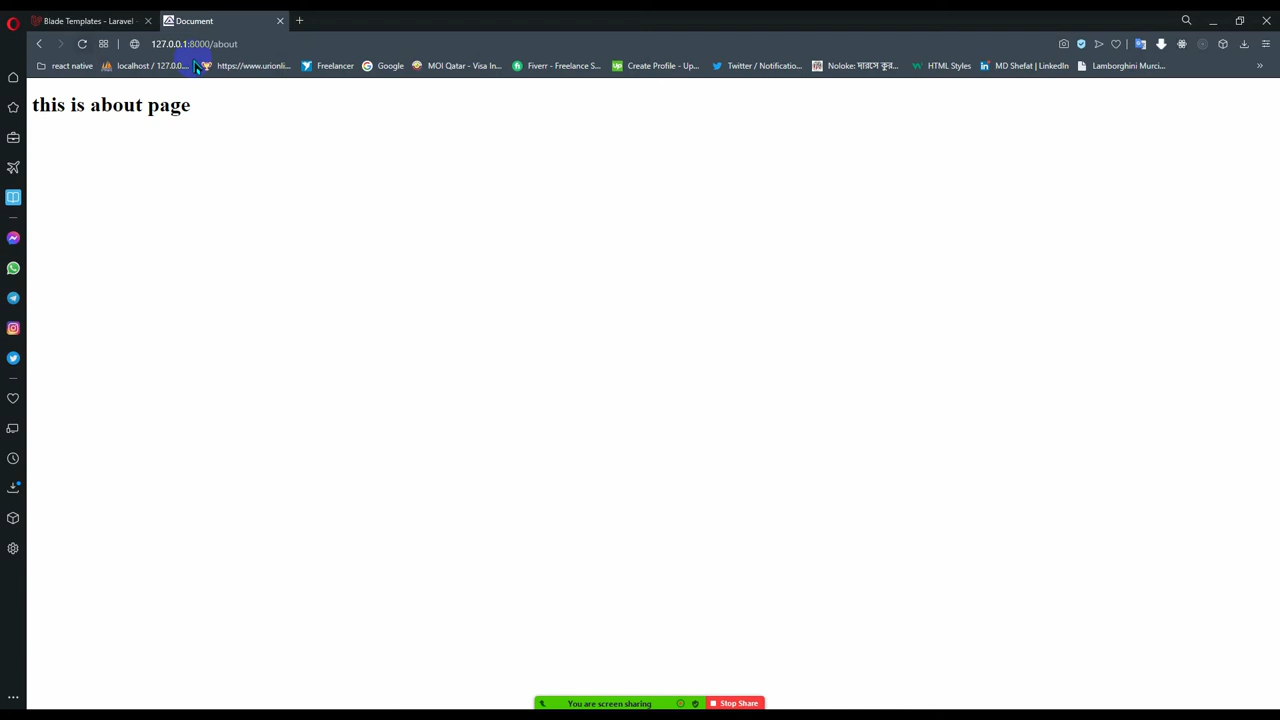 Blade Templates - Laravel -
Document
127.0.0.1:8000/about
react native
localhost / 127.0.0....
https://www.urionli...
Freelancer
Google
MOI Qatar - Visa In...
Fiverr - Freelance S...
Create Profile - Up...
Twitter / Notificatio...
Noloke: দারসে কুর...
HTML Styles
MD Shefat | LinkedIn
Lamborghini Murci...
this is about page
You are screen sharing
Stop Share